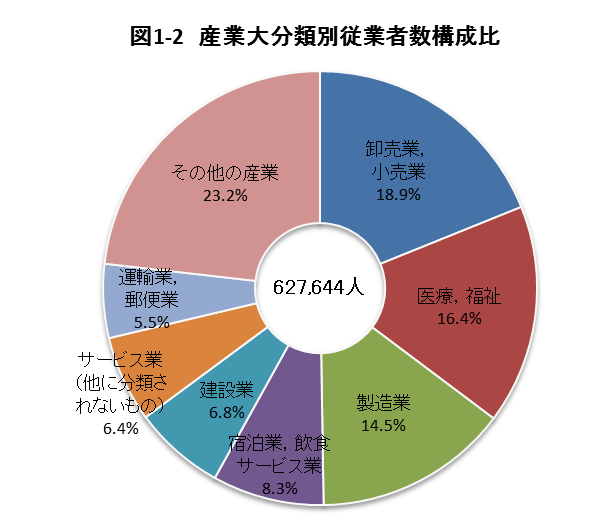 図1-2 産業大分類別従業者数構成比
卸売業，
小売業
18.9%
医療，福祉
16.4%
製造業
14.5%
宿泊業，飲食
サービス業
8.3%
建設業
6.8%
サービス業
（他に分類さ
れないもの）
6.4%
運輸業，
郵便業
5.5%
その他の産業
23.2%
627,644人